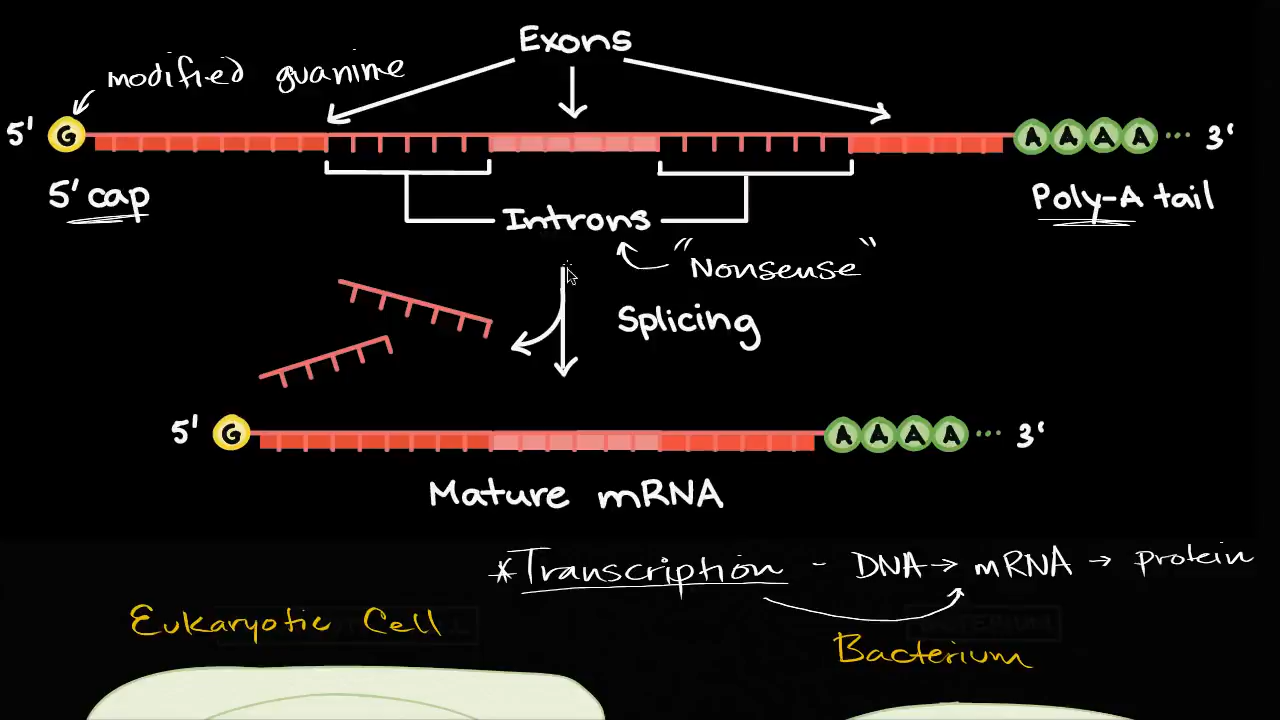 Exons
modified guanine
5' G A A A A ... 3'
5' cap
Poly-A tail
Introns
"Nonsense"
Splicing
5' G A A A A ... 3'
Mature mRNA
*Transcription - DNA → mRNA → protein
Eukaryotic Cell
Bacterium